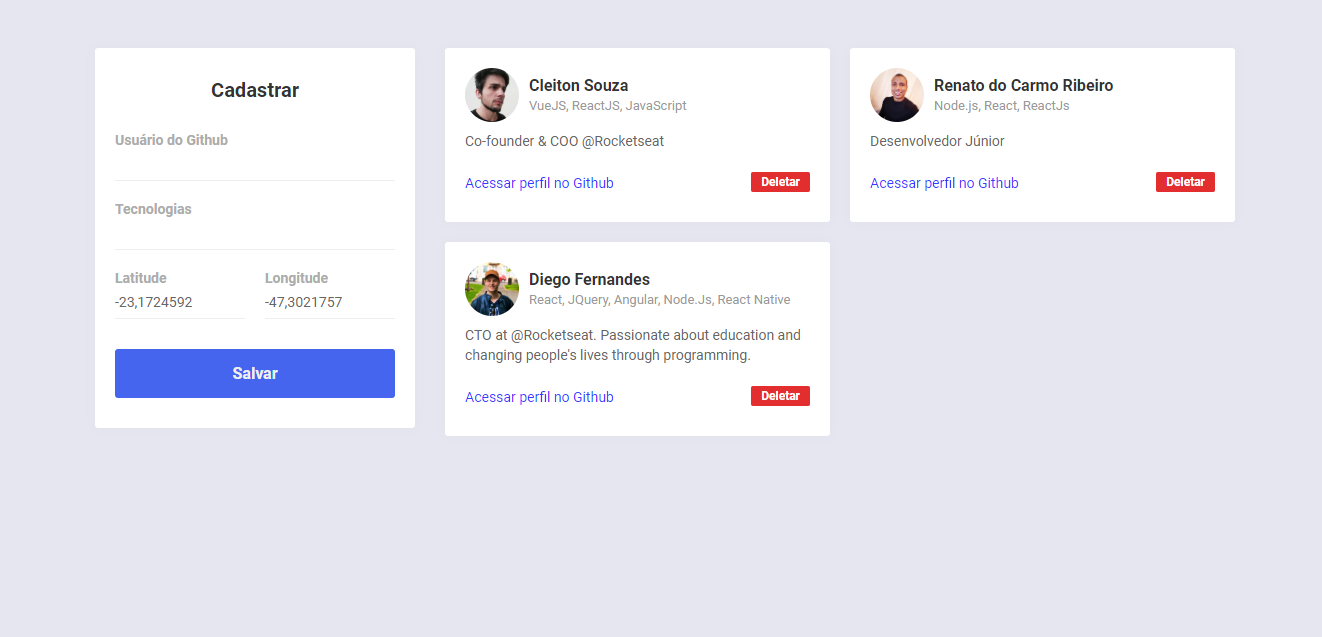 Cadastrar
Usuário do Github
Tecnologias
Latitude
Longitude
-23,1724592
-47,3021757
Salvar
Cleiton Souza
VueJS, ReactJS, JavaScript
Co-founder & COO @Rocketseat
Acessar perfil no Github
Deletar
Renato do Carmo Ribeiro
Node.js, React, ReactJs
Desenvolvedor Júnior
Acessar perfil no Github
Deletar
Diego Fernandes
React, JQuery, Angular, Node.Js, React Native
CTO at @Rocketseat. Passionate about education and
changing people's lives through programming.
Acessar perfil no Github
Deletar